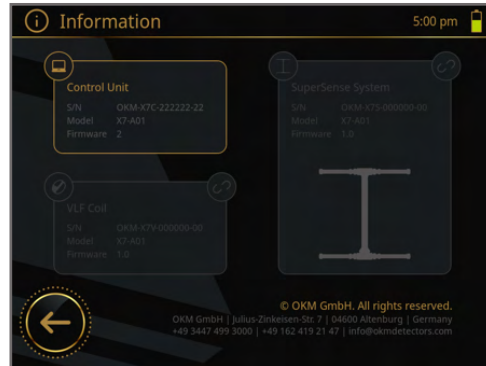 Information
5:00 pm
Control Unit
S/N OKM-X7C-222222-22
Model X7-A01
Firmware 2
SuperSense System
S/N OKM-X7S-000000-00
Model X7-A01
Firmware 1.0
VLF Coil
S/N OKM-X7V-000000-00
Model X7-A01
Firmware 1.0
© OKM GmbH. All rights reserved.
OKM GmbH | Julius-Zinkeisen-Str. 7 | 04600 Altenburg | Germany
+49 3447 499 3000 | +49 162 419 21 47 | info@okmdetectors.com